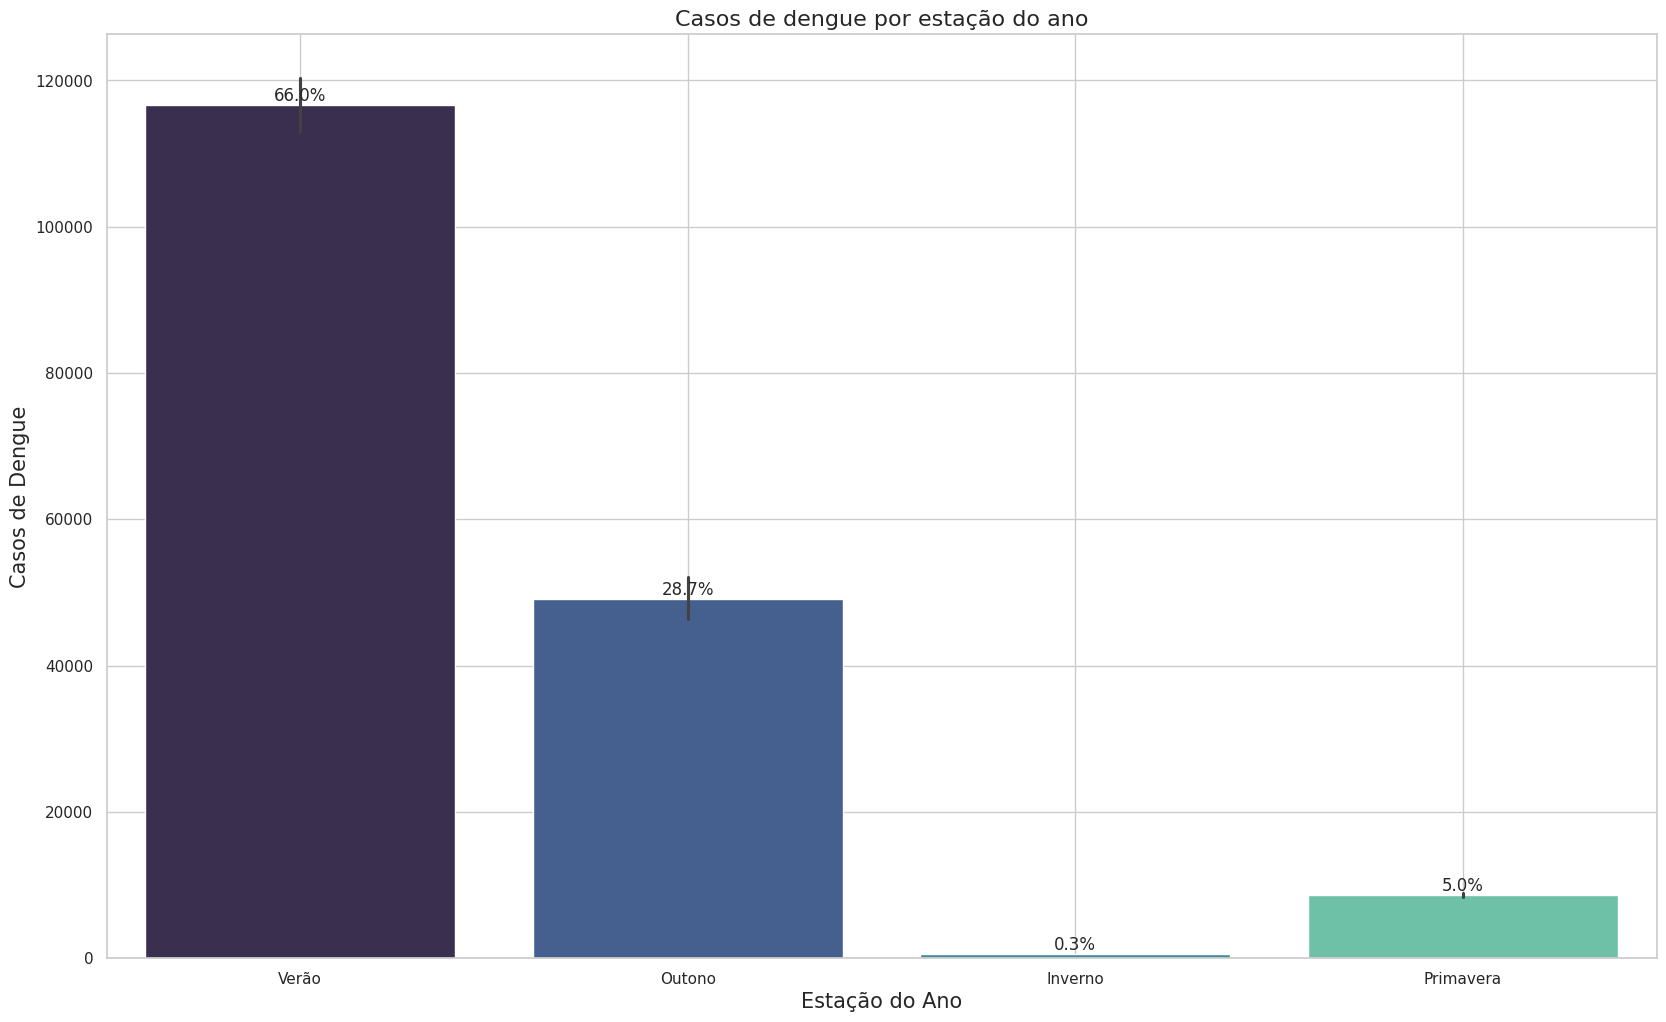 Casos de dengue por estação do ano
Casos de Dengue
120000
100000
80000
60000
40000
20000
0
66.0%
28.7%
0.3%
5.0%
Verão
Outono
Inverno
Primavera
Estação do Ano